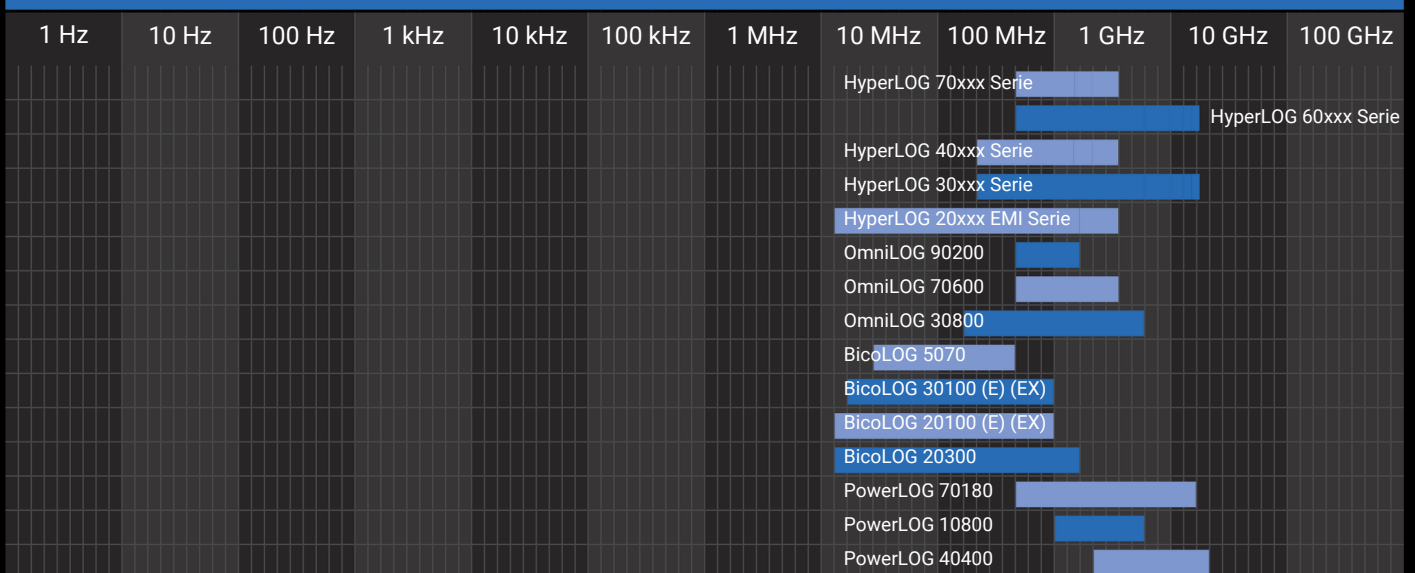 1 Hz 10 Hz 100 Hz 1 kHz 10 kHz 100 kHz 1 MHz 10 MHz 100 MHz 1 GHz 10 GHz 100 GHz
HyperLOG 70xxx Serie
HyperLOG 60xxx Serie
HyperLOG 40xxx Serie
HyperLOG 30xxx Serie
HyperLOG 20xxx EMI Serie
OmniLOG 90200
OmniLOG 70600
OmniLOG 30800
BicoLOG 5070
BicoLOG 30100 (E) (EX)
BicoLOG 20100 (E) (EX)
BicoLOG 20300
PowerLOG 70180
PowerLOG 10800
PowerLOG 40400